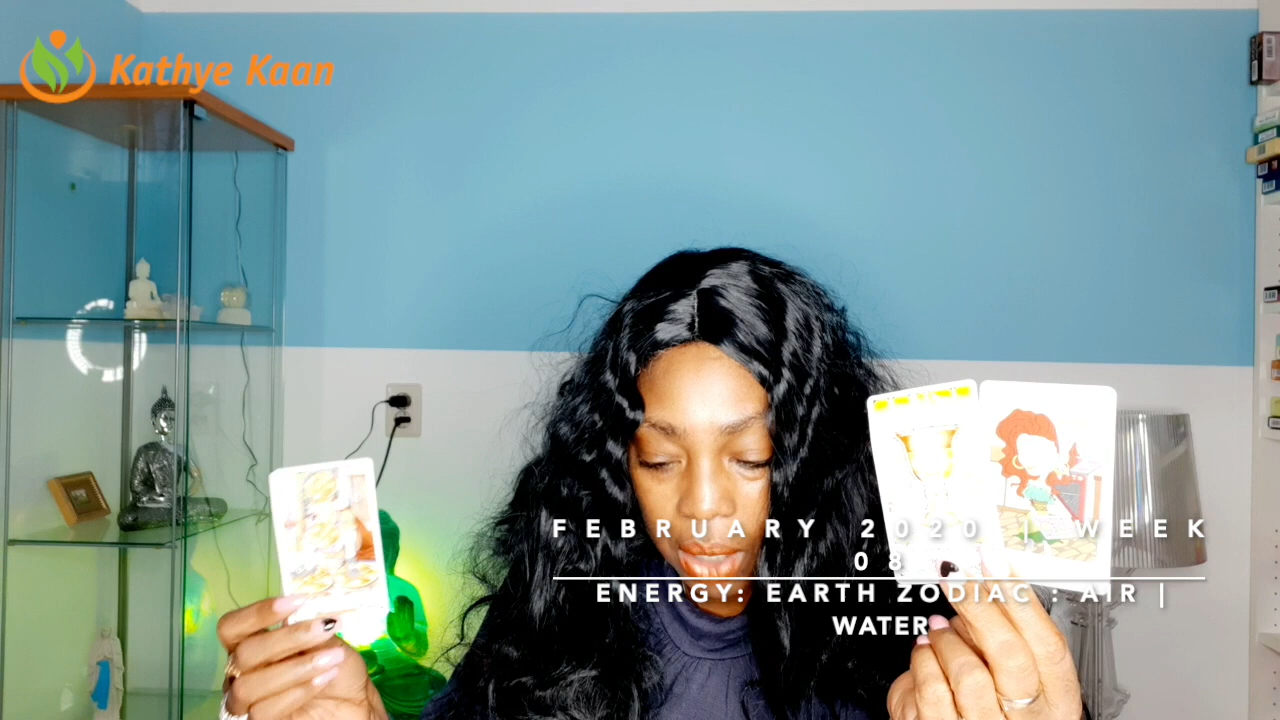 Kathye Kaan
FEBRUARY 2020 | WEEK
08
ENERGY: EARTH ZODIAC : AIR |
WATER